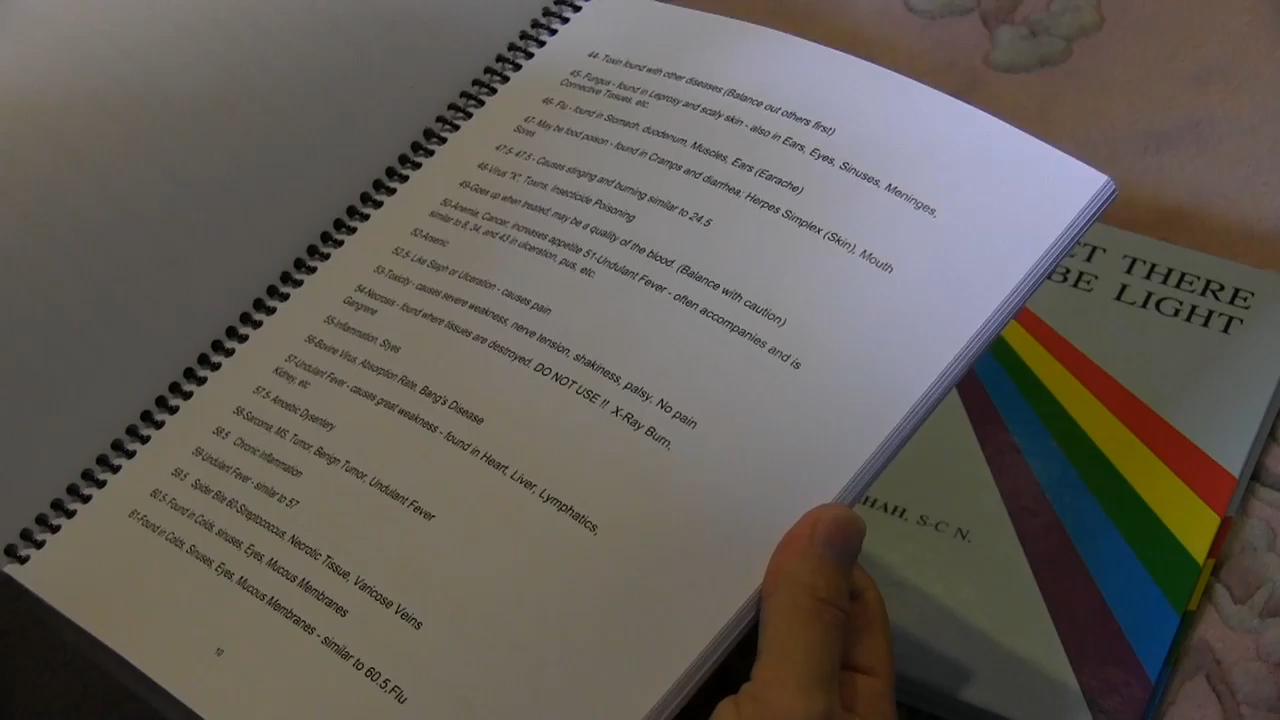 44- Toxin found with other diseases (Balance out others first)
45- Fungus - found in Leprosy and scaly skin - also in Ears, Eyes, Sinuses, Meninges,
Connective Tissues, etc.
46- Flu - found in Stomach, duodenum, Muscles, Ears (Earache)
47- May be food poison - found in Cramps and diarrhea; Herpes Simplex (Skin), Mouth
Sores
47.5- 47.5 - Causes stinging and burning similar to 24.5
48-Virus "X", Toxins, Insecticide Poisoning
49-Goes up when treated; may be a quality of the blood. (Balance with caution)
50-Anemia, Cancer, increases appetite 51-Undulant Fever - often accompanies and is
similar to 8, 34, and 43 in ulceration, pus, etc.
52-Arsenic
52.5- Like Staph or Ulceration - causes pain
53-Toxicity - causes severe weakness, nerve tension, shakiness, palsy. No pain
54-Necrosis - found where tissues are destroyed. DO NOT USE !! X-Ray Burn,
Gangrene
55-Inflammation, Styes
56-Bovine Virus, Absorption Rate, Bang's Disease
57-Undulant Fever - causes great weakness - found in Heart, Liver, Lymphatics,
Kidney, etc
57.5- Amoebic Dysentery
58-Sarcoma, MS, Tumor, Benign Tumor, Undulant Fever
58.5 Chronic Inflammation
59-Undulant Fever - similar to 57
59.5 Spider Bite 60-Streptococcus, Necrotic Tissue, Varicose Veins
60.5-Found in Colds, sinuses, Eyes, Mucous Membranes
61-Found in Colds, Sinuses, Eyes, Mucous Membranes - similar to 60.5,Flu
10
ET THERE
BE LIGHT
HAH, S-C N.